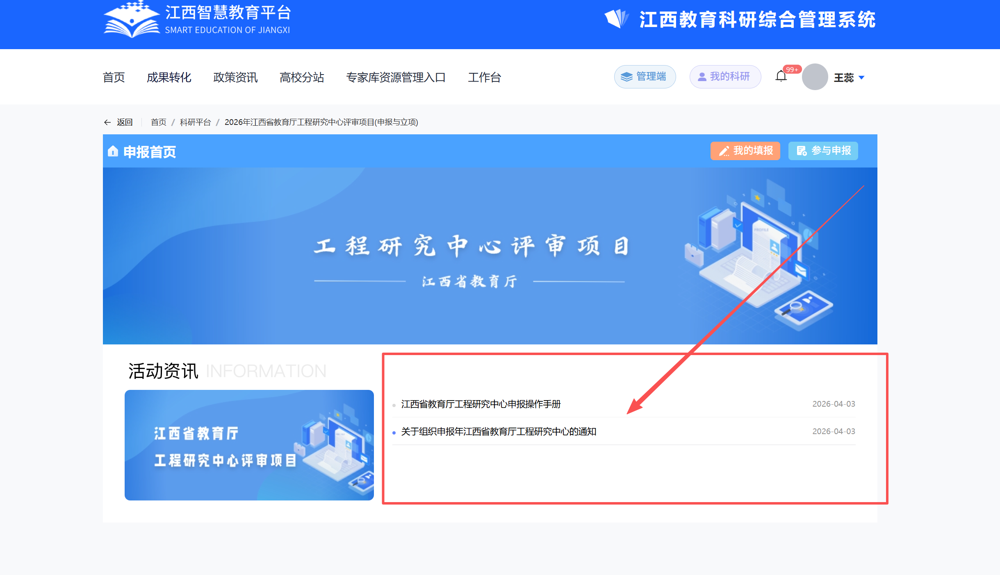 江西智慧教育平台
SMART EDUCATION OF JIANGXI
江西教育科研综合管理系统
首页 成果转化 政策资讯 高校分站 专家库资源管理入口 工作台
管理端 我的科研 99+ 王蕊
返回 首页 / 科研平台 / 2026年江西省教育厅工程研究中心评审项目(申报与立项)
申报首页 我的填报 参与申报
PROFILE
工程研究中心评审项目
江西省教育厅
活动资讯 INFORMATION
江西省教育厅
工程研究中心评审项目
江西省教育厅工程研究中心申报操作手册 2026-04-03
关于组织申报年江西省教育厅工程研究中心的通知 2026-04-03